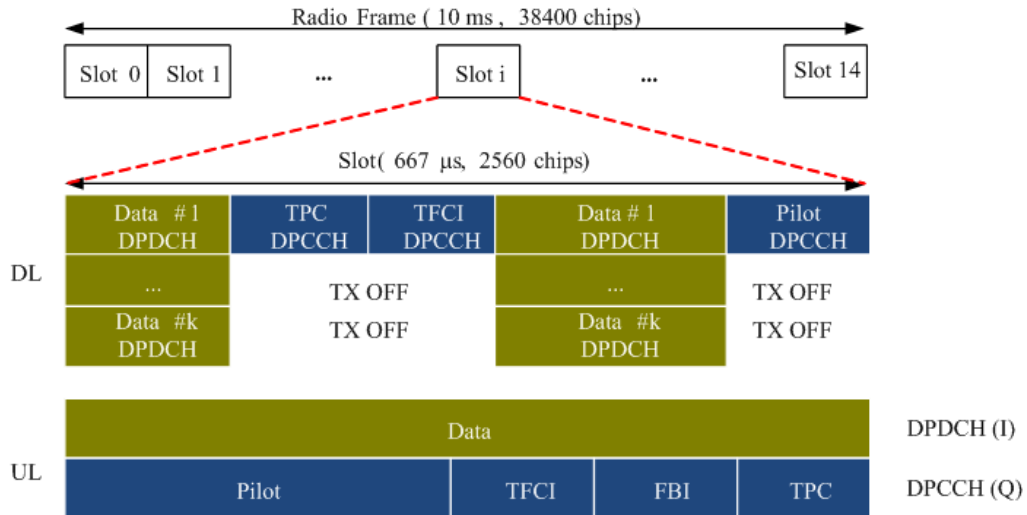 Radio Frame ( 10 ms , 38400 chips)
Slot 0 Slot 1 ... Slot i ... Slot 14
Slot( 667 μs, 2560 chips)
Data #1 TPC TFCI Data # 1 Pilot
DPDCH DPCCH DPCCH DPDCH DPCCH
DL
... TX OFF ... TX OFF
Data #k TX OFF Data #k TX OFF
DPDCH DPDCH
Data DPDCH (I)
UL
Pilot TFCI FBI TPC DPCCH (Q)